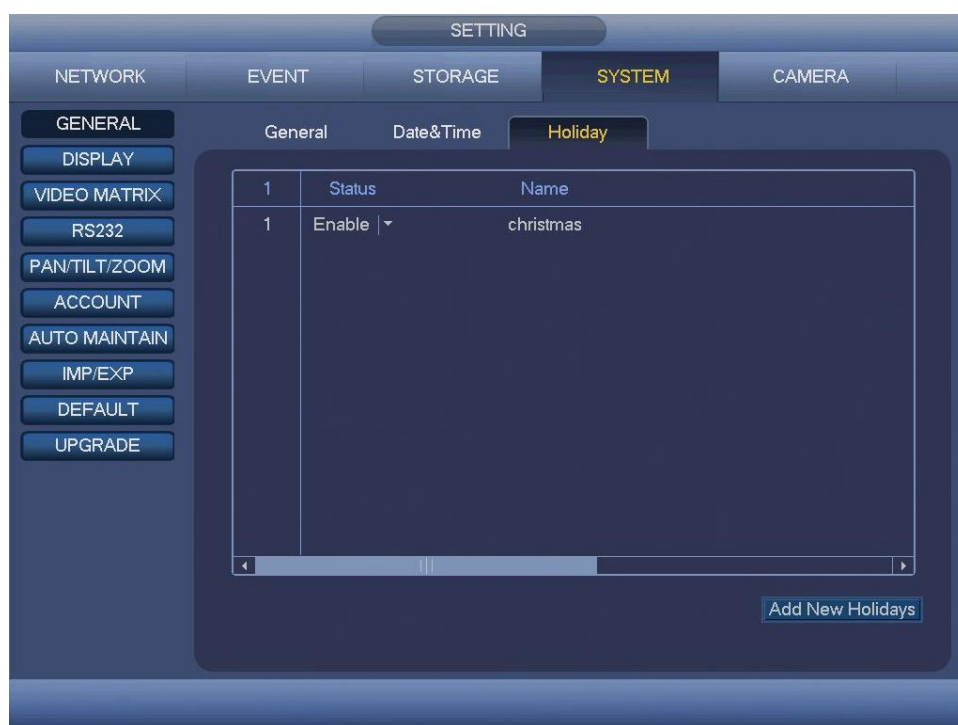 SETTING
NETWORK EVENT STORAGE SYSTEM CAMERA
GENERAL
DISPLAY
VIDEO MATRIX
RS232
PAN/TILT/ZOOM
ACCOUNT
AUTO MAINTAIN
IMP/EXP
DEFAULT
UPGRADE
General Date&Time Holiday
1 Status Name
1 Enable christmas
Add New Holidays